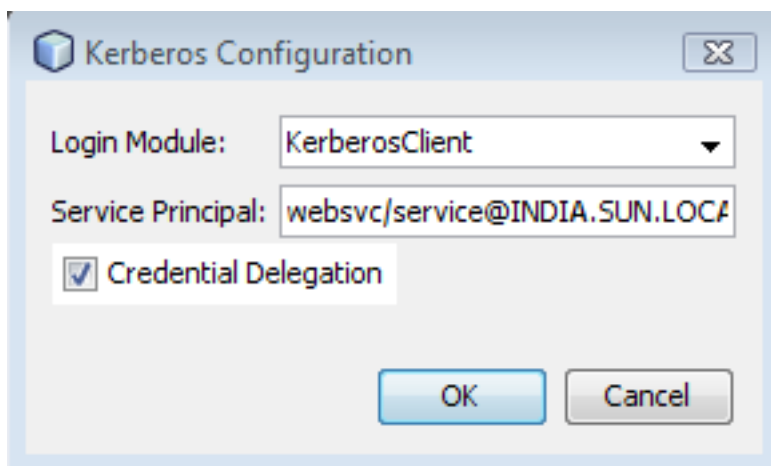 Kerberos Configuration
Login Module: KerberosClient
Service Principal: websvc/service@INDIA.SUN.LOCA
Credential Delegation
OK Cancel